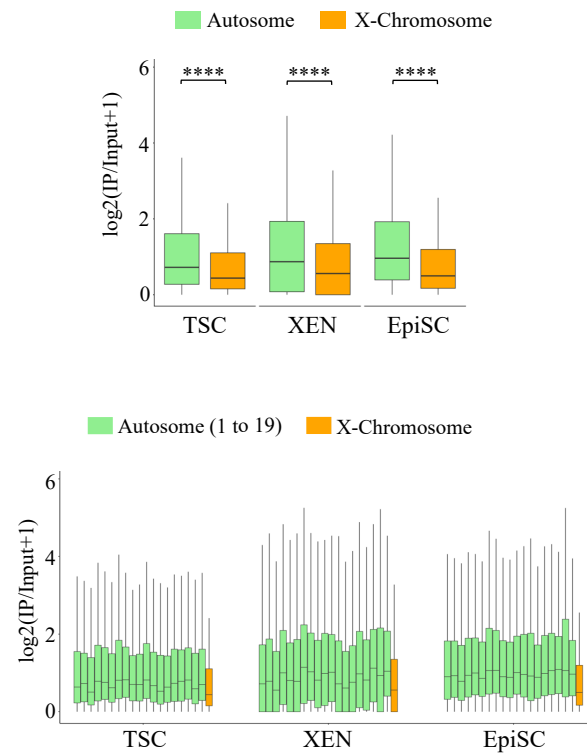 Autosome X-Chromosome
6
**** **** ****
log2(IP/Input+1)
4
2
0
TSC XEN EpiSC
Autosome (1 to 19) X-Chromosome
6
log2(IP/Input+1)
4
2
0
TSC XEN EpiSC